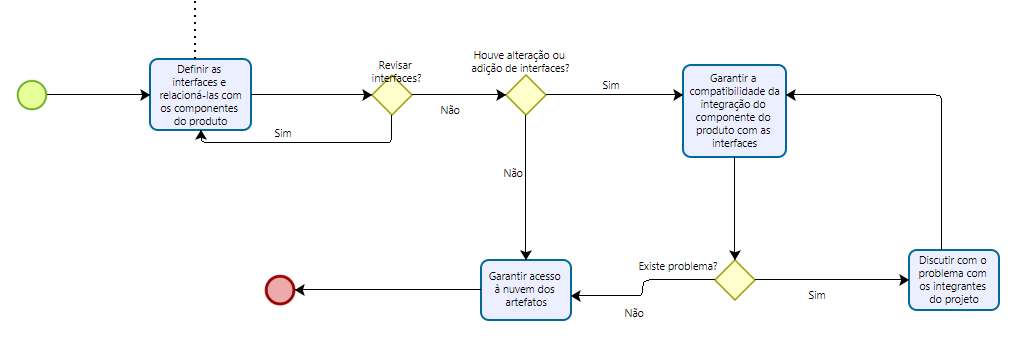 Definir as
interfaces e
relacioná-las com
os componentes
do produto
Revisar
interfaces?
Sim
Não
Houve alteração ou
adição de interfaces?
Sim
Não
Garantir a
compatibilidade da
integração do
componente do
produto com as
interfaces
Existe problema?
Sim
Não
Discutir com o
problema com
os integrantes
do projeto
Garantir acesso
à nuvem dos
artefatos